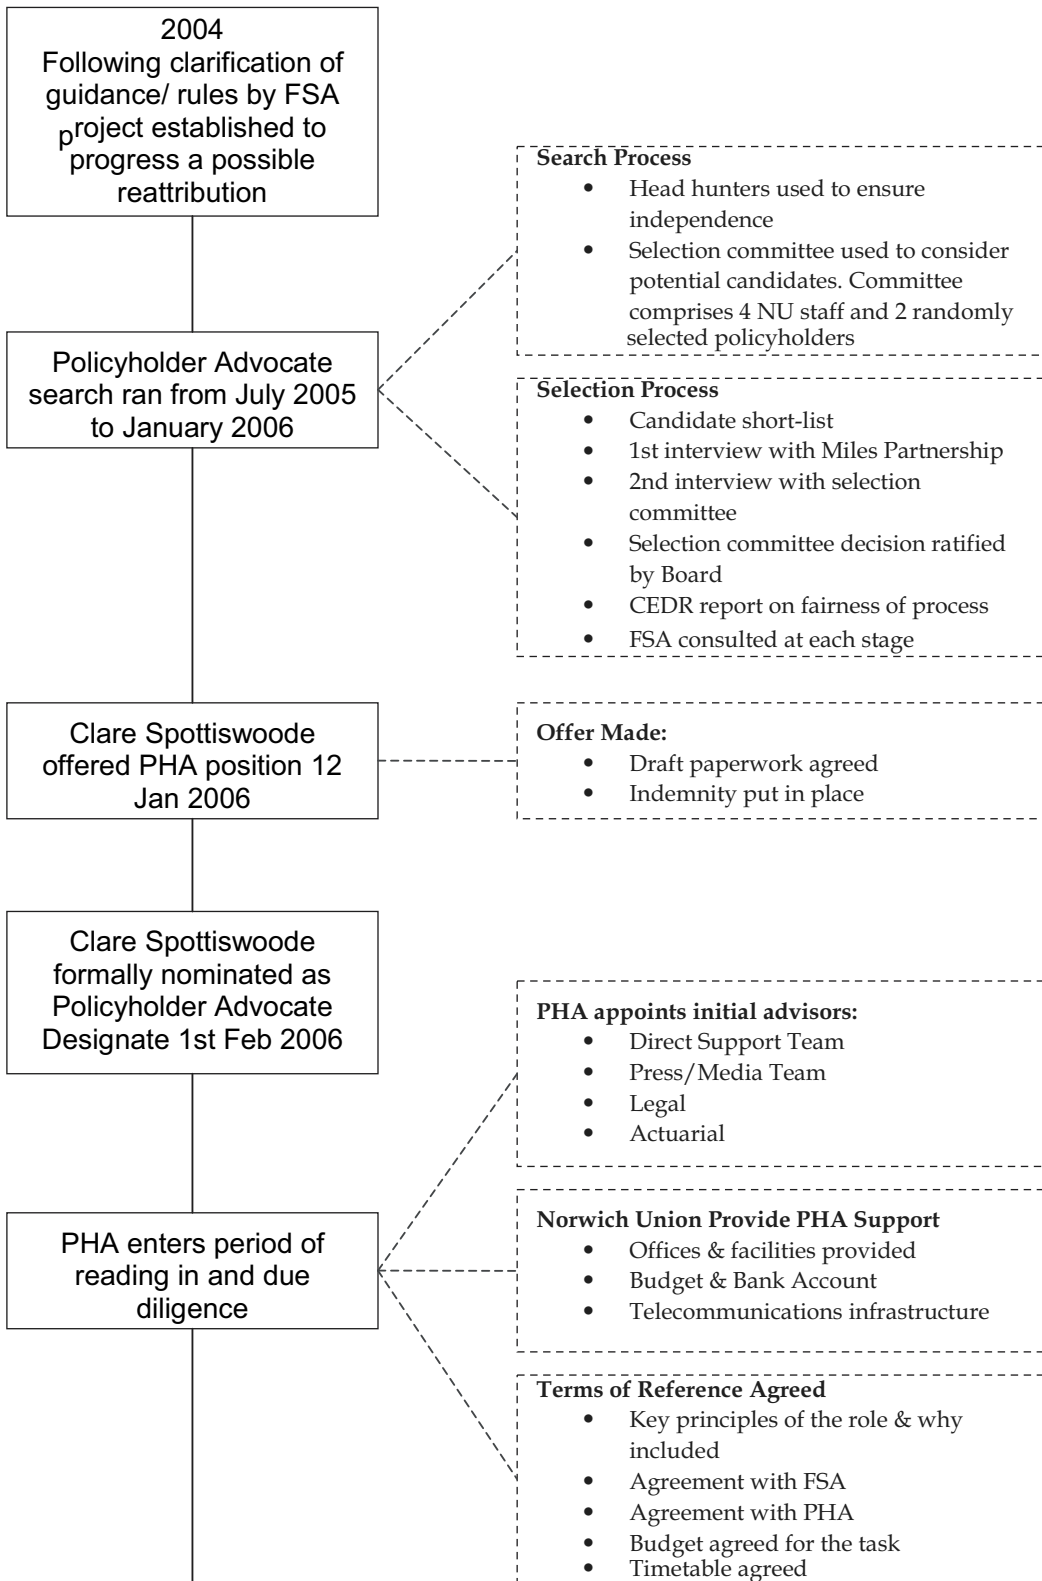 2004
Following clarification of
guidance/ rules by FSA
project established to
progress a possible
reattribution
Search Process
• Head hunters used to ensure
independence
• Selection committee used to consider
potential candidates. Committee
comprises 4 NU staff and 2 randomly
selected policyholders
Policyholder Advocate
search ran from July 2005
to January 2006
Selection Process
• Candidate short-list
• 1st interview with Miles Partnership
• 2nd interview with selection
committee
• Selection committee decision ratified
by Board
• CEDR report on fairness of process
• FSA consulted at each stage
Clare Spottiswoode
offered PHA position 12
Jan 2006
Offer Made:
• Draft paperwork agreed
• Indemnity put in place
Clare Spottiswoode
formally nominated as
Policyholder Advocate
Designate 1st Feb 2006
PHA appoints initial advisors:
• Direct Support Team
• Press/Media Team
• Legal
• Actuarial
PHA enters period of
reading in and due
diligence
Norwich Union Provide PHA Support
• Offices & facilities provided
• Budget & Bank Account
• Telecommunications infrastructure
Terms of Reference Agreed
• Key principles of the role & why
included
• Agreement with FSA
• Agreement with PHA
• Budget agreed for the task
• Timetable agreed